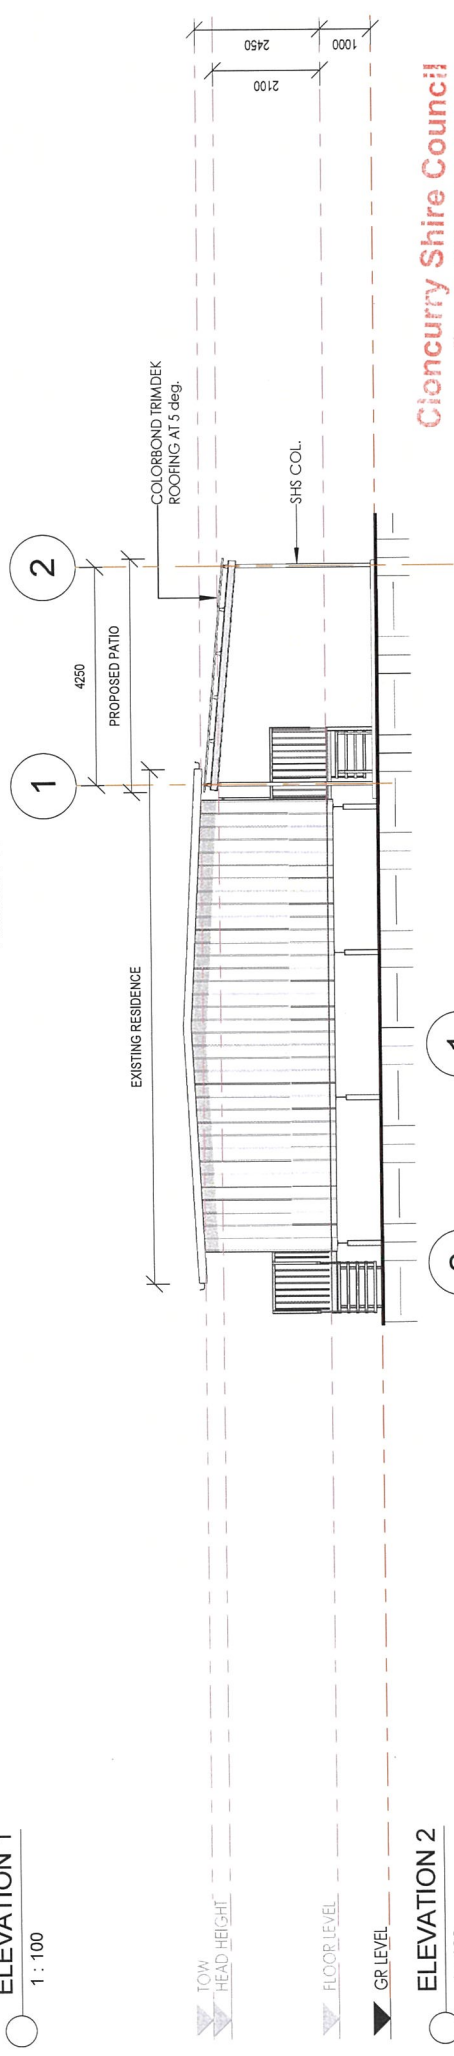 ELEVATION 1
1 : 100
2
1
4250
PROPOSED PATIO
EXISTING RESIDENCE
COLORBOND TRIMDEK
ROOFING AT 5 deg.
SHS COL.
2450
1000
2100
TOW
HEAD HEIGHT
FLOOR LEVEL
GR LEVEL
Cloncurry Shire Council
ELEVATION 2